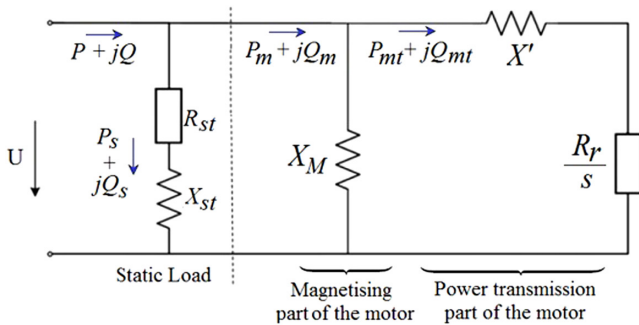 P + jQ
P_m + jQ_m
P_mt + jQ_mt
X'
R_st
P_s
+
jQ_s
U
X_st
X_M
R_r
s
Static Load
Magnetising
part of the motor
Power transmission
part of the motor